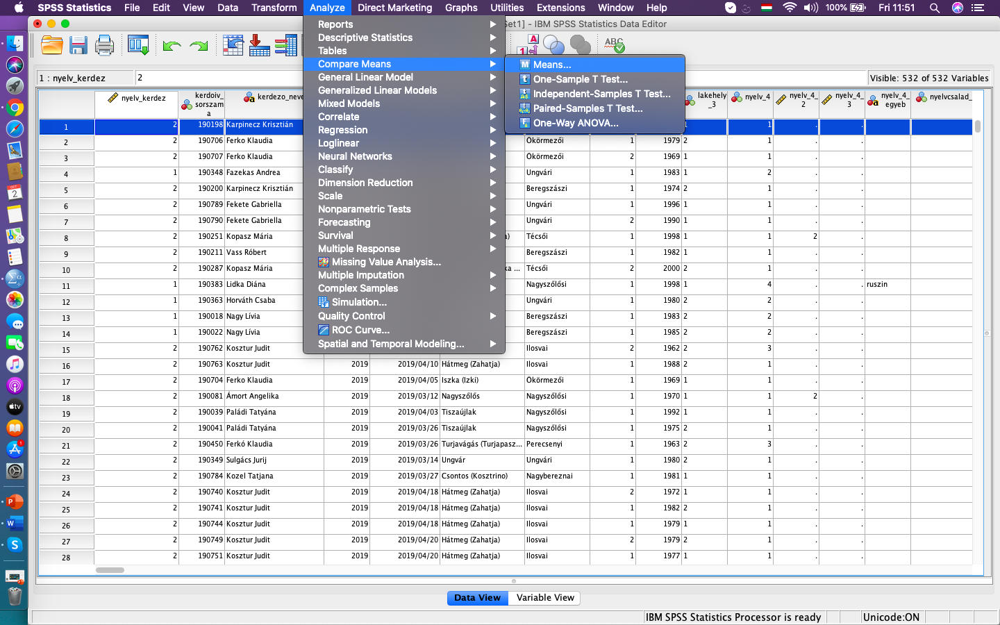 SPSS Statistics File Edit View Data Transform Analyze Direct Marketing Graphs Utilities Extensions Window Help 100% Fri 11:51
Set1] - IBM SPSS Statistics Data Editor
Reports
Descriptive Statistics
Tables
Compare Means
General Linear Model
Generalized Linear Models
Mixed Models
Correlate
Regression
Loglinear
Neural Networks
Classify
Dimension Reduction
Scale
Nonparametric Tests
Forecasting
Survival
Multiple Response
Missing Value Analysis...
Multiple Imputation
Complex Samples
Simulation...
Quality Control
ROC Curve...
Spatial and Temporal Modeling...
Means...
One-Sample T Test...
Independent-Samples T Test...
Paired-Samples T Test...
One-Way ANOVA...
1 : nyelv_kerdez 2 Visible: 532 of 532 Variables
nyelv_kerdez kerdoiv_sorszama kerdezo_neve lakehely_3 nyelv_4 nyelv_4_2 nyelv_4_3 nyelv_4_egyeb nyelvcsalad_
1 2 190198 Karpinecz Krisztián 1 1 . .
2 2 190706 Ferko Klaudia Ökörmezői 1 1979 2 1 . .
3 2 190707 Ferko Klaudia Ökörmezői 2 1969 1 1 . .
4 1 190348 Fazekas Andrea Ungvári 1 1983 1 2 . .
5 2 190200 Karpinecz Krisztián Beregszászi 1 1974 2 1 . .
6 2 190789 Fekete Gabriella Ungvári 1 1996 1 1 . .
7 2 190790 Fekete Gabriella Ungvári 2 1990 1 1 . .
8 2 190251 Kopasz Mária a) Técsői 1 1998 1 1 2 .
9 2 190211 Vass Róbert Beregszászi 1 1982 1 1 . .
10 2 190287 Kopasz Mária ka ... Técsői 2 2000 2 1 . .
11 1 190383 Lidka Diána Nagyszőlősi 1 1998 1 4 . . ruszin
12 1 190363 Horváth Csaba Ungvári 1 1980 2 2 . .
13 1 190018 Nagy Lívia Beregszászi 1 1983 2 2 . .
14 1 190022 Nagy Lívia Beregszászi 1 1985 2 2 . .
15 2 190762 Kosztur Judit Ilosvai 2 1962 2 3 . .
16 2 190763 Kosztur Judit 2019 2019/04/10 Hátmeg (Zahatja) Ilosvai 1 1988 2 1 . .
17 2 190704 Ferko Klaudia 2019 2019/04/05 Iszka (Izki) Ökörmezői 1 1969 1 1 . .
18 2 190081 Ámort Angelika 2019 2019/03/12 Nagyszőlős Nagyszőlősi 1 1970 1 1 2 .
19 2 190039 Paládi Tatyána 2019 2019/04/03 Tiszaújlak Nagyszőlősi 1 1992 1 1 . .
20 2 190041 Paládi Tatyána 2019 2019/03/26 Tiszaújlak Nagyszőlősi 1 1975 2 1 . .
21 2 190450 Ferkó Klaudia 2019 2019/03/26 Turjavágás (Turjapasz... Perecsenyi 1 1963 2 3 . .
22 2 190349 Sulgács Jurij 2019 2019/03/14 Ungvár Ungvári 1 1980 2 1 . .
23 2 190784 Kozel Tatjana 2019 2019/03/27 Csontos (Kosztrino) Nagybereznai 1 1981 1 1 . .
24 2 190740 Kosztur Judit 2019 2019/04/18 Hátmeg (Zahatja) Ilosvai 2 1972 1 1 . .
25 2 190741 Kosztur Judit 2019 2019/04/18 Hátmeg (Zahatja) Ilosvai 1 1982 2 1 . .
26 2 190744 Kosztur Judit 2019 2019/04/18 Hátmeg (Zahatja) Ilosvai 1 1979 1 1 . .
27 2 190749 Kosztur Judit 2019 2019/04/20 Hátmeg (Zahatja) Ilosvai 2 1979 2 1 . .
28 2 190751 Kosztur Judit 2019 2019/04/20 Hátmeg (Zahatja) Ilosvai 1 1977 1 1 . .
Data View Variable View
IBM SPSS Statistics Processor is ready Unicode:ON